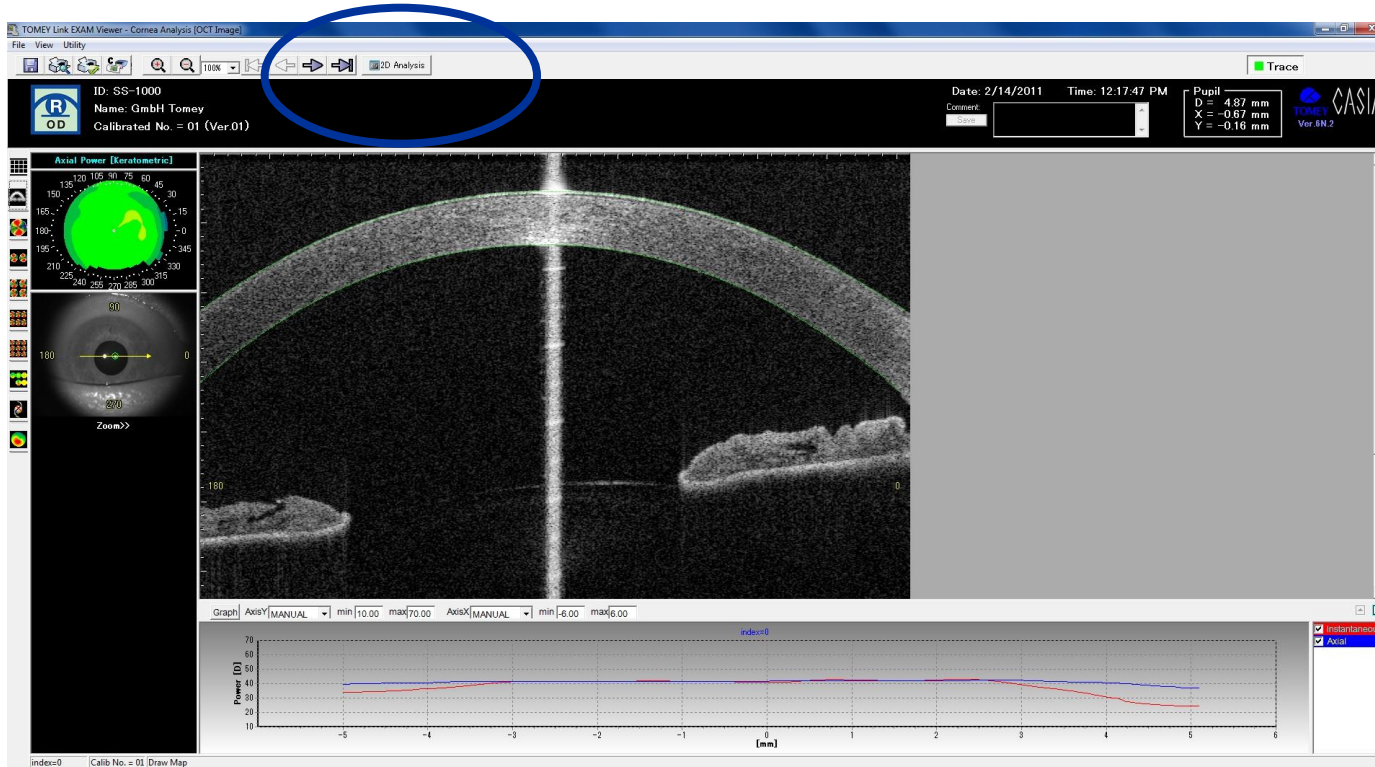 TOMEY Link EXAM Viewer - Cornea Analysis [OCT Image]
File View Utility
100% 2D Analysis
Trace
R
OD
ID: SS-1000
Name: GmbH Tomey
Calibrated No. = 01 (Ver.01)
Date: 2/14/2011 Time: 12:17:47 PM
Comment:
Save
Pupil
D = 4.87 mm
X = -0.67 mm
Y = -0.16 mm
TOMEY CASIA
Ver.6N.2
Axial Power [Keratometric]
135 120 105 90 75 60 45
150 30
165 15
180 0
195 345
210 330
225 240 255 270 285 300 315
90
180 0
270
Zoom>>
180 0
Graph AxisY MANUAL min 10.00 max 70.00 AxisX MANUAL min -6.00 max 6.00
index=0
Instantaneou
Axial
Power [D]
70
60
50
40
30
20
10
-5 -4 -3 -2 -1 0 1 2 3 4 5 6
[mm]
index=0 Calib No. = 01 Draw Map